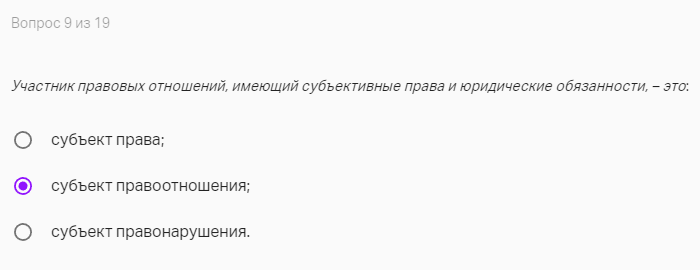 Вопрос 9 из 19
Участник правовых отношений, имеющий субъективные права и юридические обязанности, – это:
субъект права;
субъект правоотношения;
субъект правонарушения.